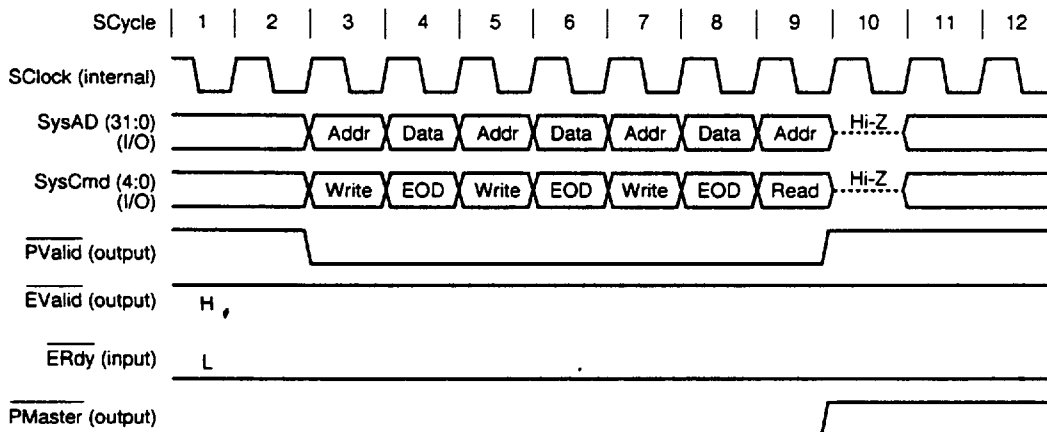 SCycle 1 2 3 4 5 6 7 8 9 10 11 12
SClock (internal)
SysAD (31:0) (I/O) Addr Data Addr Data Addr Data Addr Hi-Z
SysCmd (4:0) (I/O) Write EOD Write EOD Write EOD Read Hi-Z
PValid (output)
EValid (output) H
ERdy (input) L
PMaster (output)